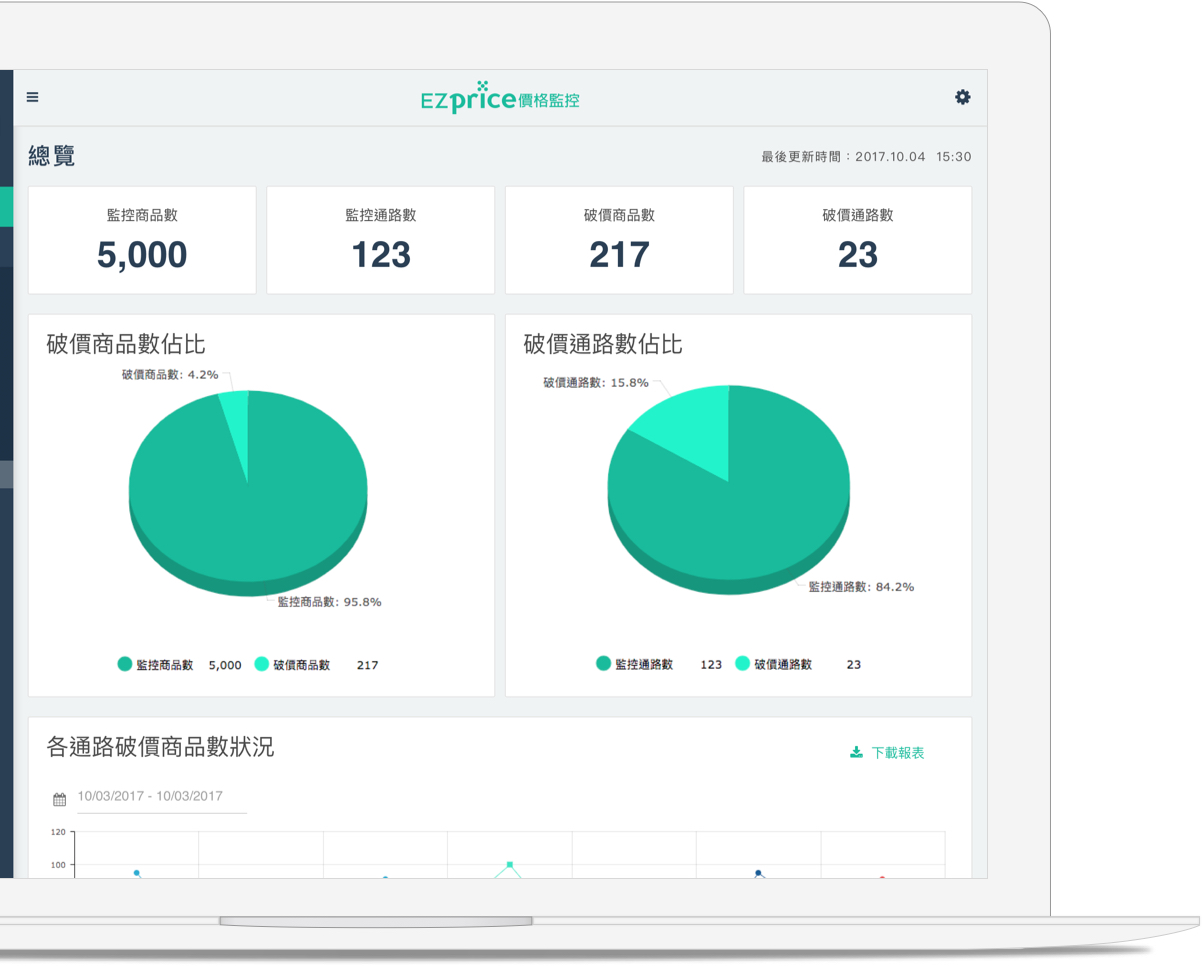 EZprice價格監控
總覽
最後更新時間：2017.10.04 15:30
監控商品數
5,000
監控通路數
123
破價商品數
217
破價通路數
23
破價商品數佔比
破價商品數: 4.2%
監控商品數: 95.8%
監控商品數 5,000 破價商品數 217
破價通路數佔比
破價通路數: 15.8%
監控通路數: 84.2%
監控通路數 123 破價通路數 23
各通路破價商品數狀況
下載報表
10/03/2017 - 10/03/2017
120
100